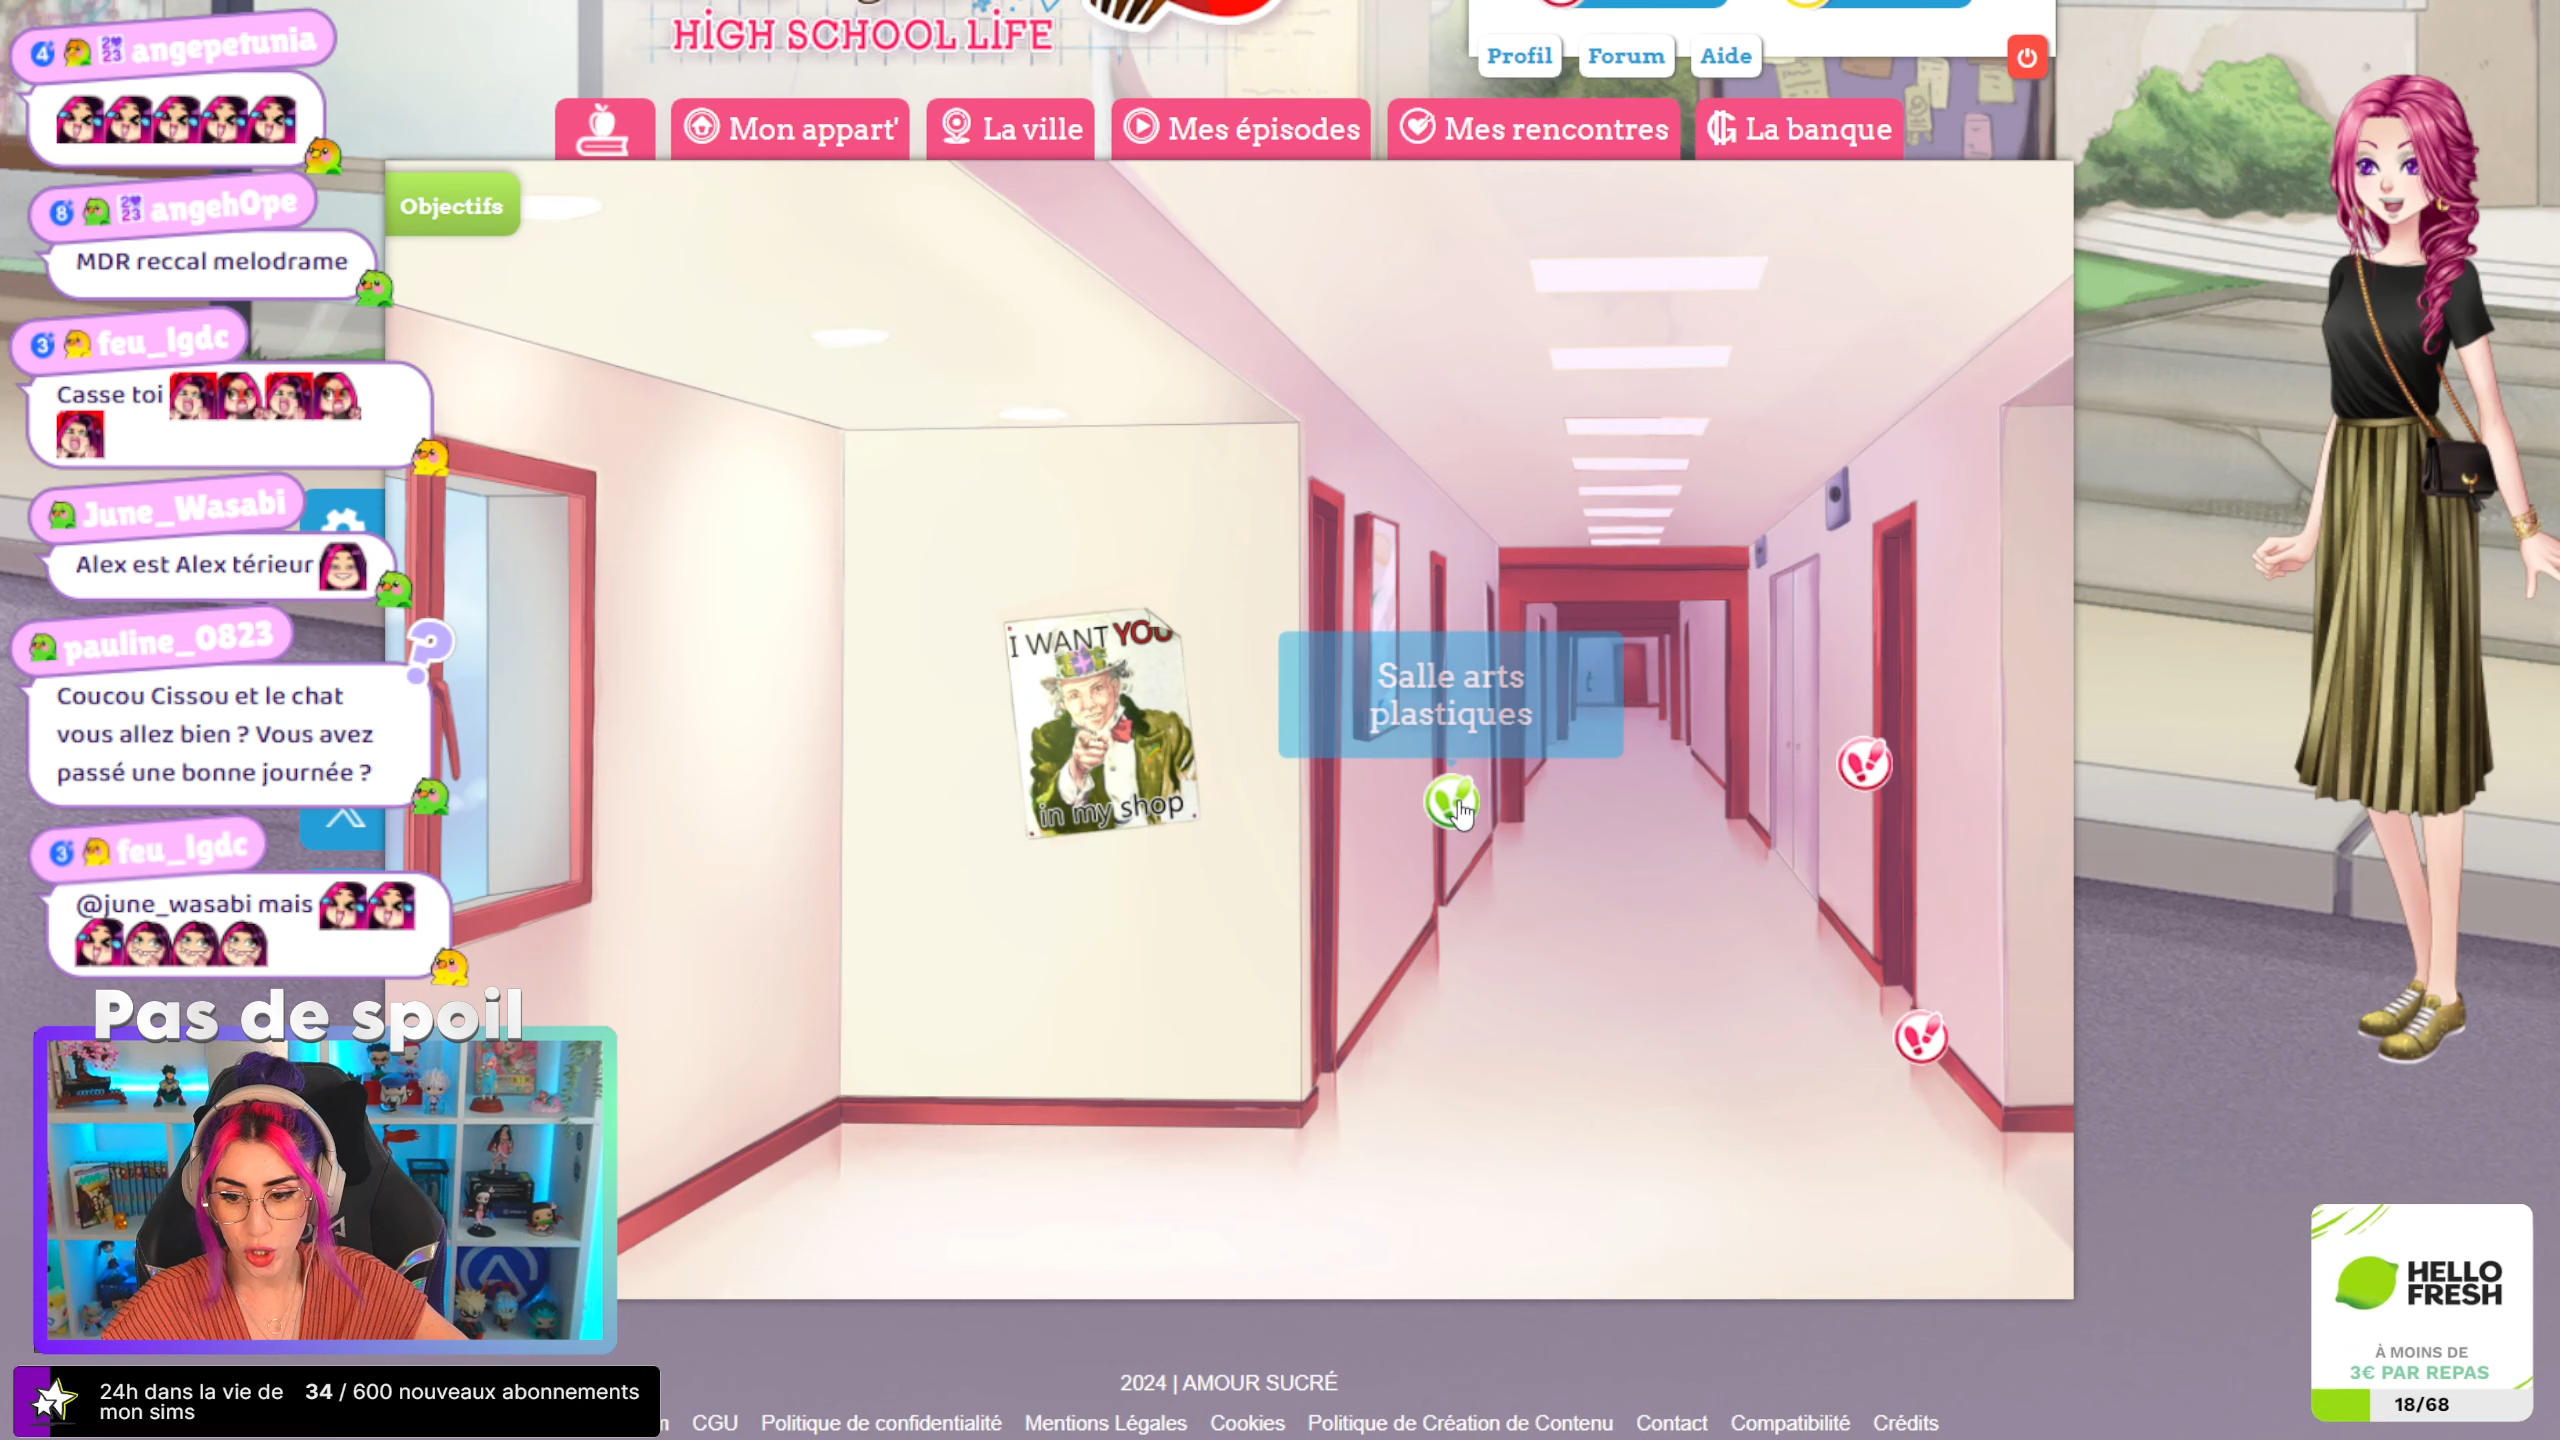 HIGH SCHOOL LIFE
Profil
Forum
Aide
Mon appart'
La ville
Mes épisodes
Mes rencontres
La banque
Objectifs
4 angepetunia
8 angehOpe
MDR reccal melodrame
3 feu_lgdc
Casse toi
June_Wasabi
Alex est Alex térieur
pauline_0823
Coucou Cissou et le chat
vous allez bien ? Vous avez
passé une bonne journée ?
3 feu_lgdc
@june_wasabi mais
Pas de spoil
I WANT YOU
in my shop
Salle arts
plastiques
24h dans la vie de
mon sims
34 / 600 nouveaux abonnements
HELLO
FRESH
À MOINS DE
3€ PAR REPAS
18/68
2024 | AMOUR SUCRÉ
CGU
Politique de confidentialité
Mentions Légales
Cookies
Politique de Création de Contenu
Contact
Compatibilité
Crédits